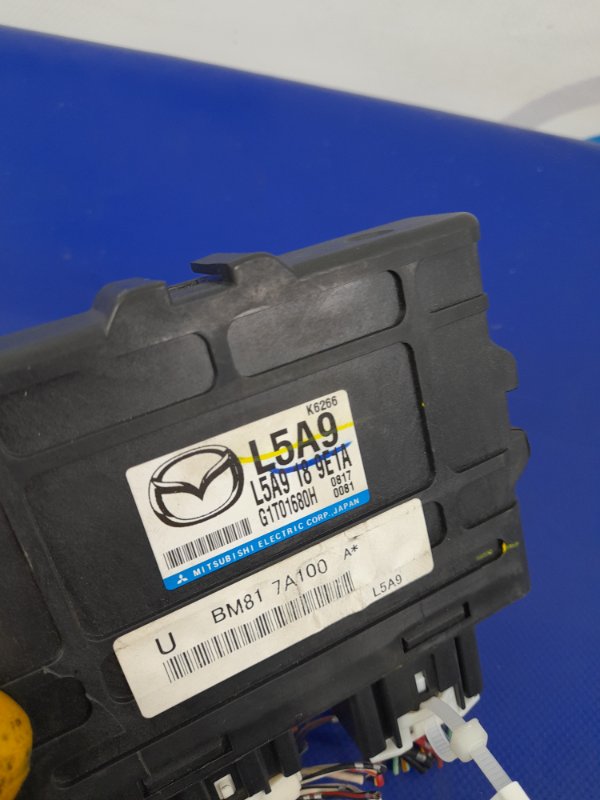 K6266
L5A9
L5A9 18 9E1A
G1T01680H 0817
0081
MITSUBISHI ELECTRIC CORP. JAPAN
U BM81 7A100 A*
L5A9